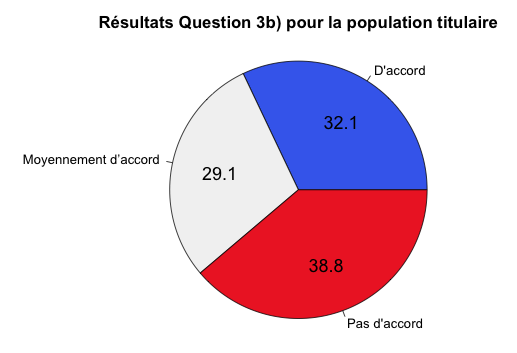 Résultats Question 3b) pour la population titulaire
D'accord
32.1
Moyennement d'accord
29.1
38.8
Pas d'accord